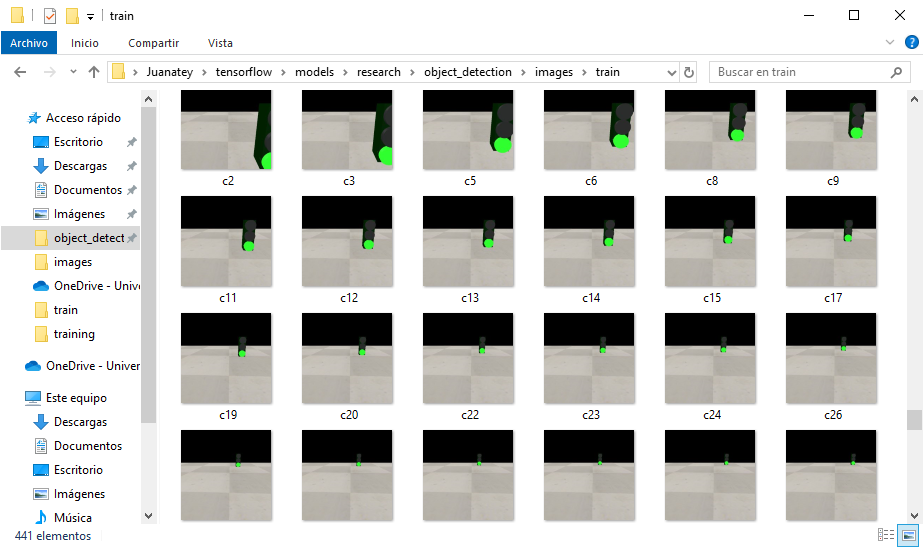 train
Archivo
Inicio
Compartir
Vista
Juanatey
tensorflow
models
research
object_detection
images
train
Buscar en train
Acceso rápido
Escritorio
Descargas
Documentos
Imágenes
object_detect
images
OneDrive - Unive
train
training
OneDrive - Univer
Este equipo
Descargas
Documentos
Escritorio
Imágenes
Música
c2
c3
c5
c6
c8
c9
c11
c12
c13
c14
c15
c17
c19
c20
c22
c23
c24
c26
441 elementos